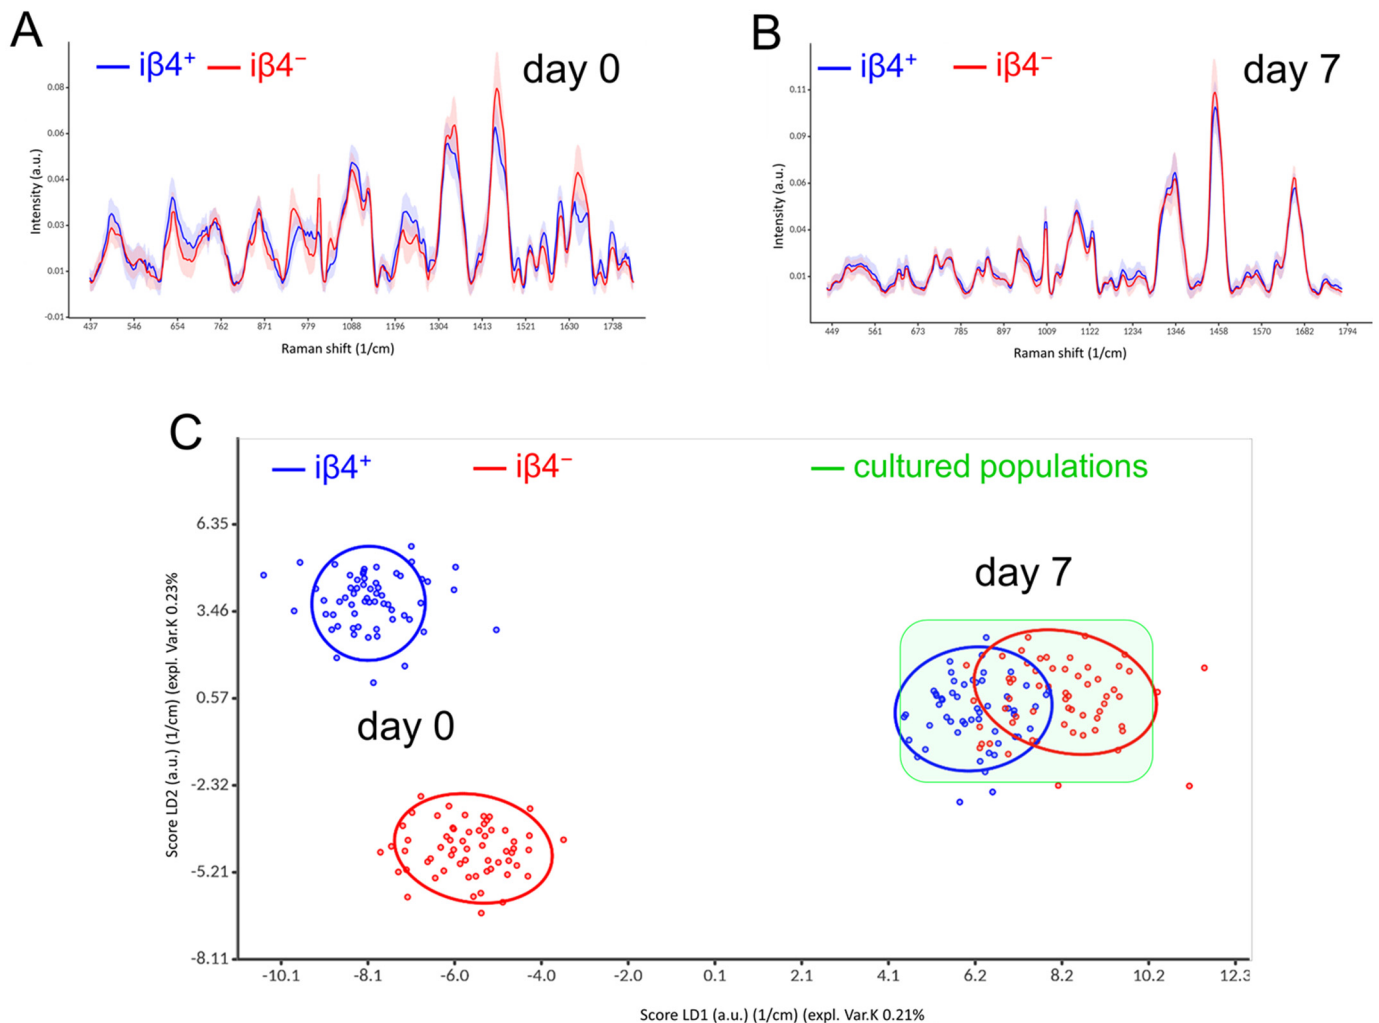 A
iβ4⁺ iβ4⁻
day 0
Intensity (a.u.)
0.08
0.06
0.04
0.03
0.01
-0.01
437 546 654 762 871 979 1088 1196 1304 1413 1521 1630 1738
Raman shift (1/cm)
B
iβ4⁺ iβ4⁻
day 7
Intensity (a.u.)
0.11
0.09
0.06
0.04
0.01
449 561 673 785 897 1009 1122 1234 1346 1458 1570 1682 1794
Raman shift (1/cm)
C
iβ4⁺ iβ4⁻ cultured populations
Score LD2 (a.u.) (1/cm) (expl. Var.K 0.23%
6.35
3.46
0.57
-2.32
-5.21
-8.11
day 7
day 0
-10.1 -8.1 -6.0 -4.0 -2.0 0.1 2.1 4.1 6.2 8.2 10.2 12.3
Score LD1 (a.u.) (1/cm) (expl. Var.K 0.21%